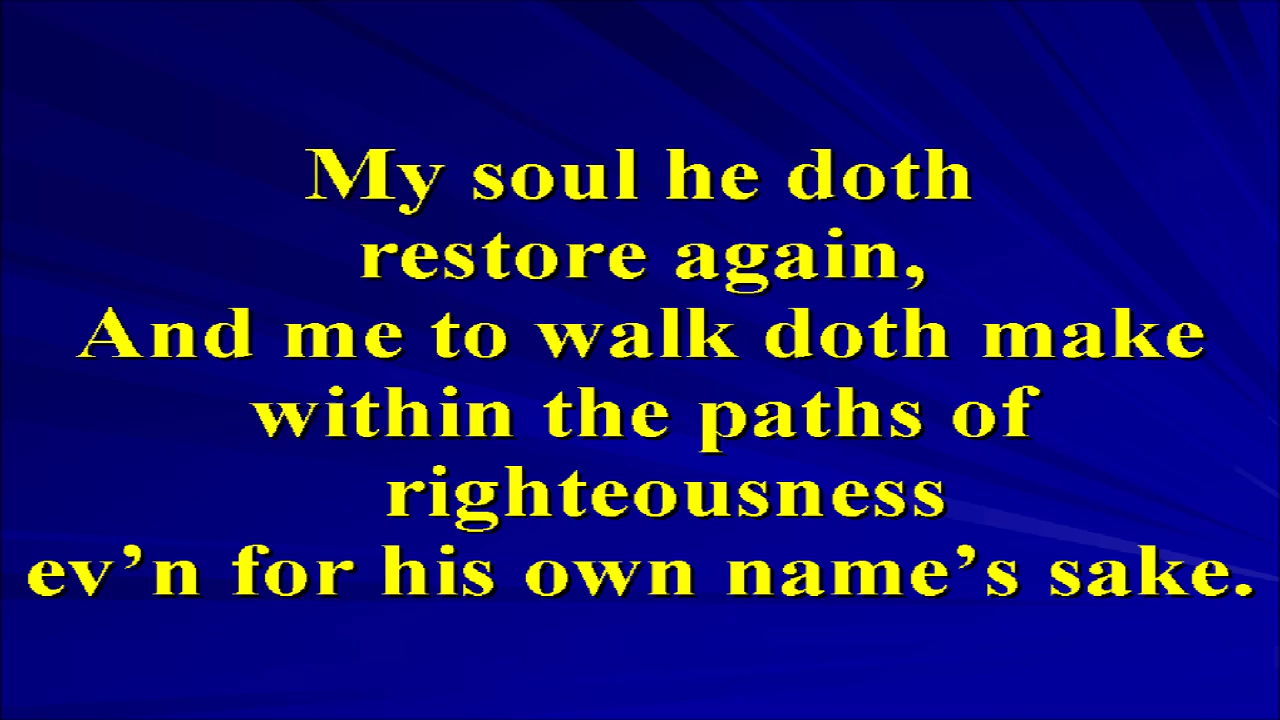 My soul he doth
restore again,
And me to walk doth make
within the paths of
righteousness
ev’n for his own name’s sake.